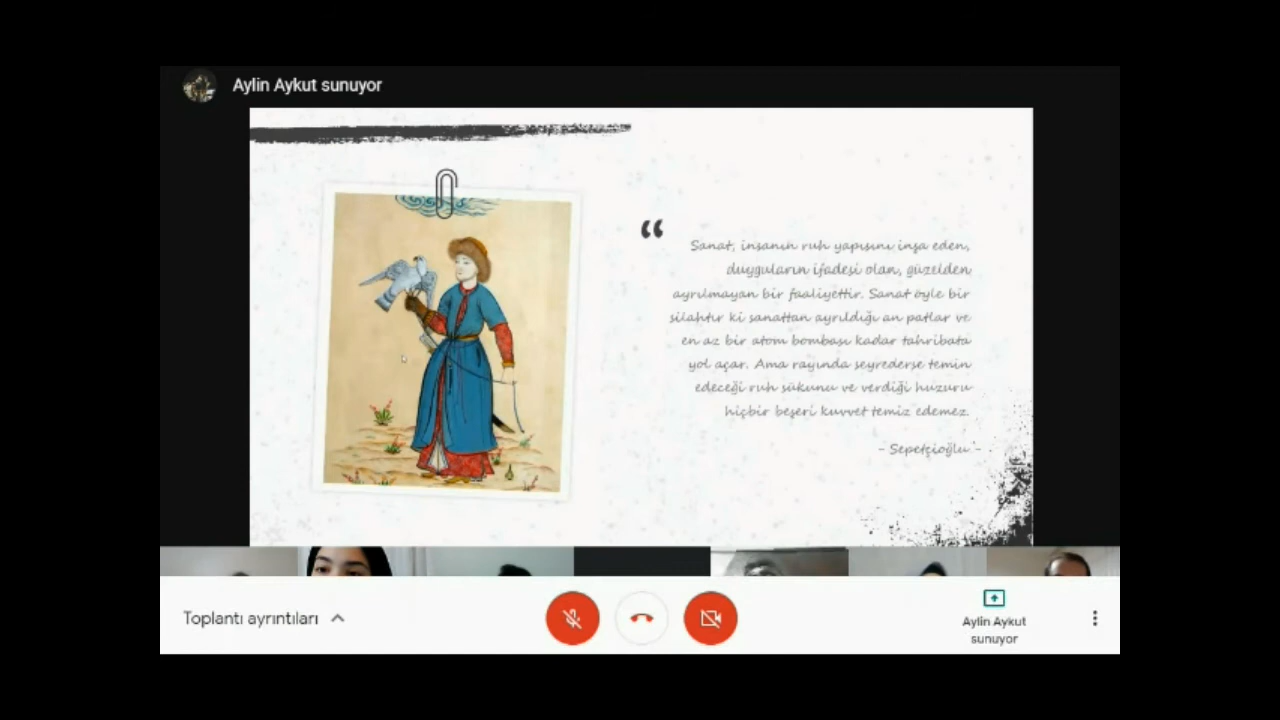 Aylin Aykut sunuyor
“
Sanat, insanın ruh yapısını inşa eden,
duyguların ifadesi olan, güzelden
ayrılmayan bir faaliyettir. Sanat öyle bir
silahtır ki sanattan ayrıldığı an patlar ve
en az bir atom bombası kadar tahribata
yol açar. Ama rayında seyrederse temin
edeceği ruh sükunu ve verdiği huzuru
hiçbir beşeri kuvvet temiz edemez.
- Sepetçioğlu -
Toplantı ayrıntıları
Aylin Aykut
sunuyor